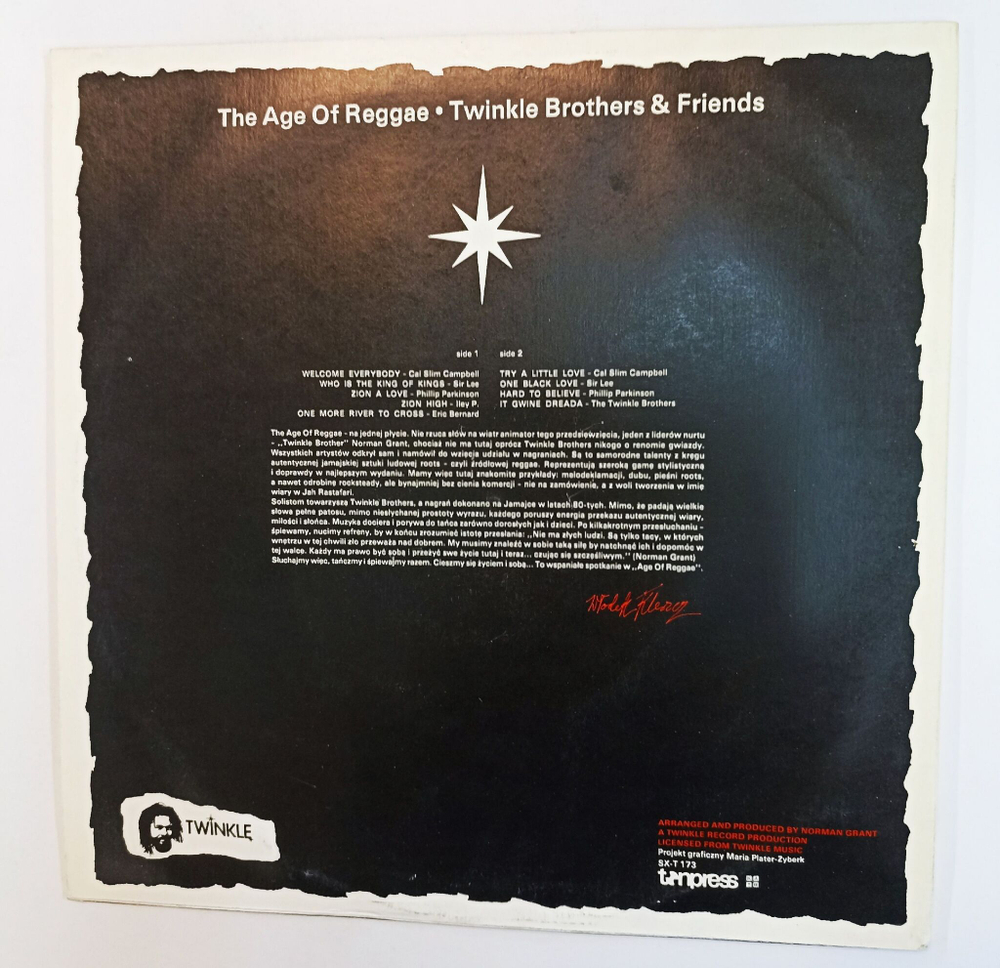 The Age Of Reggae • Twinkle Brothers & Friends
side 1
WELCOME EVERYBODY - Cal Slim Campbell
WHO IS THE KING OF KINGS - Sir Lee
ZION A LOVE - Phillip Parkinson
ZION HIGH - Iley P.
ONE MORE RIVER TO CROSS - Eric Bernard
side 2
TRY A LITTLE LOVE - Cal Slim Campbell
ONE BLACK LOVE - Sir Lee
HARD TO BELIEVE - Phillip Parkinson
IT GWINE DREADA - The Twinkle Brothers
The Age Of Reggae - na jednej płycie. Nie rzuca słów na wiatr animator tego przedsięwzięcia, jeden z liderów nurtu
- „Twinkle Brother" Norman Grant, chociaż nie ma tutaj oprócz Twinkle Brothers nikogo o renomie gwiazdy.
Wszystkich artystów odkrył sam i namówił do wzięcia udziału w nagraniach. Są to samorodne talenty z kręgu
autentycznej jamajskiej sztuki ludowej roots - czyli źródłowej reggae. Reprezentują szeroką gamę stylistyczną
i doprawdy w najlepszym wydaniu. Mamy więc tutaj znakomite przykłady: melodeklamacji, dubu, pieśni roots,
a nawet odrobinę rocksteady, ale bynajmniej bez cienia komercji - nie na zamówienie, a z woli tworzenia w imię
wiary w Jah Rastafari.
Solistom towarzyszą Twinkle Brothers, a nagrań dokonano na Jamajce w latach 80-tych. Mimo, że padają wielkie
słowa pełne patosu, mimo niesłychanej prostoty wyrazu, każdego poruszy energia przekazu autentycznej wiary,
miłości i słońca. Muzyka dociera i porywa do tańca zarówno dorosłych jak i dzieci. Po kilkakrotnym przesłuchaniu -
śpiewamy, nucimy refreny, by w końcu zrozumieć istotę przesłania: „Nie ma złych ludzi. Są tylko tacy, w których
wnętrzu w tej chwili zło przeważa nad dobrem. My musimy znaleźć w sobie taką siłę by natchnąć ich i dopomóc w
tej walce. Każdy ma prawo być sobą i przeżyć swe życie tutaj i teraz... czując się szczęśliwym." (Norman Grant)
Słuchajmy więc, tańczmy i śpiewajmy razem. Cieszmy się życiem i sobą... To wspaniałe spotkanie w „Age Of Reggae".
Włodek Kleszcz
TWINKLE
ARRANGED AND PRODUCED BY NORMAN GRANT
A TWINKLE RECORD PRODUCTION
LICENSED FROM TWINKLE MUSIC
Projekt graficzny Maria Plater-Zyberk
SX-T 173
tonpress